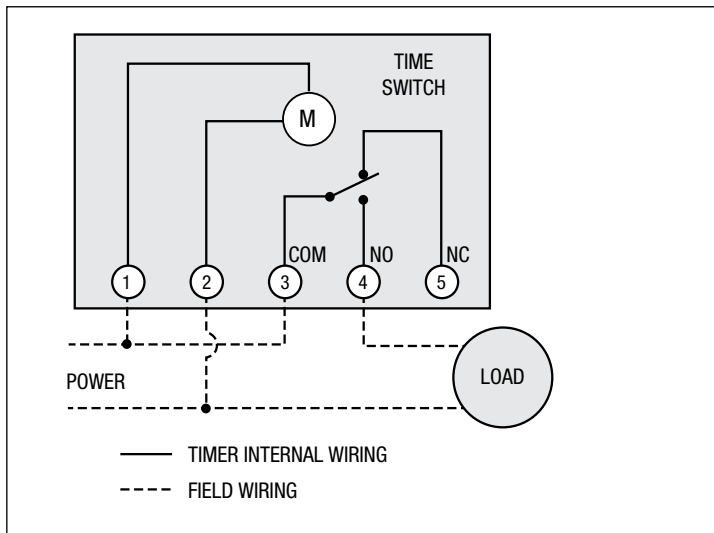 TIME
SWITCH
M
COM NO NC
1 2 3 4 5
POWER
LOAD
TIMER INTERNAL WIRING
FIELD WIRING